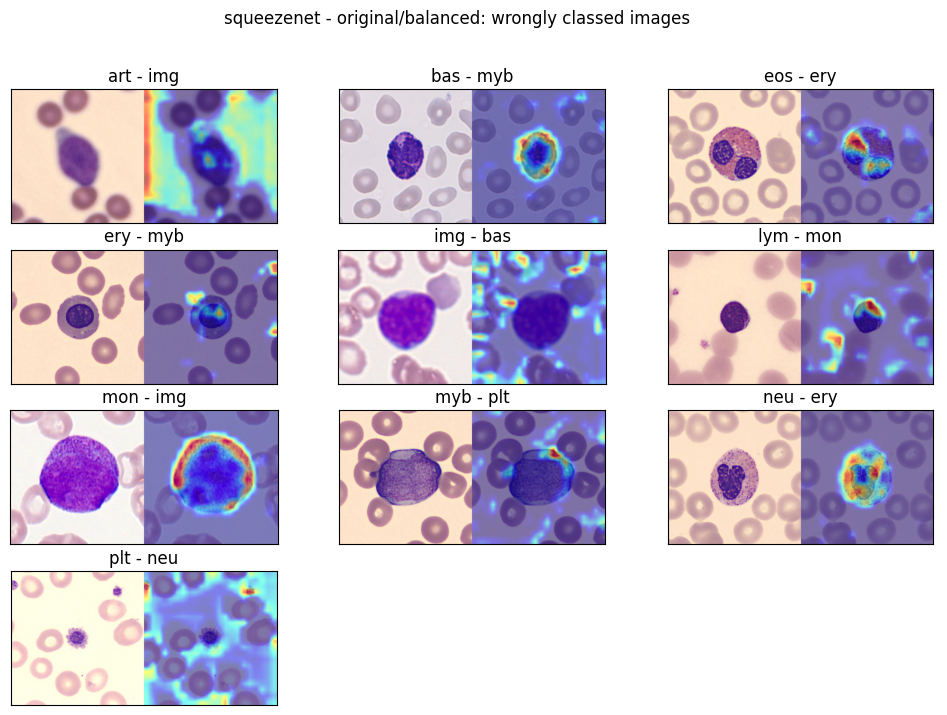 squeezenet - original/balanced: wrongly classed images
art - img
bas - myb
eos - ery
ery - myb
img - bas
lym - mon
mon - img
myb - plt
neu - ery
plt - neu